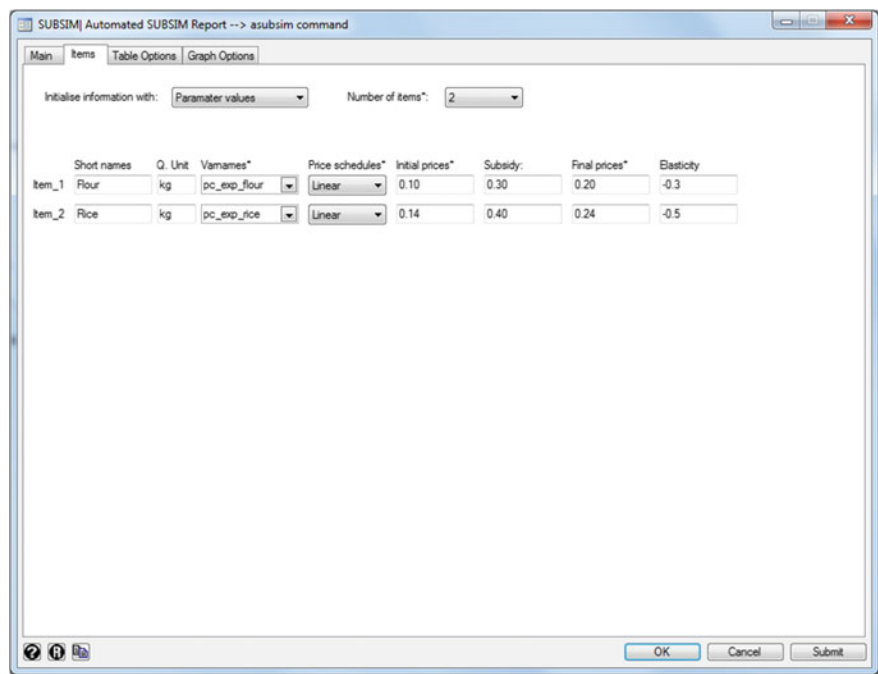 SUBSIM| Automated SUBSIM Report --> asubsim command
Main Items Table Options Graph Options
Initialise information with: Paramater values Number of items*: 2
Short names Q. Unit Varnames* Price schedules* Initial prices* Subsidy: Final prices* Elasticity
Item_1 Flour kg pc_exp_flour Linear 0.10 0.30 0.20 -0.3
Item_2 Rice kg pc_exp_rice Linear 0.14 0.40 0.24 -0.5
? R OK Cancel Submit